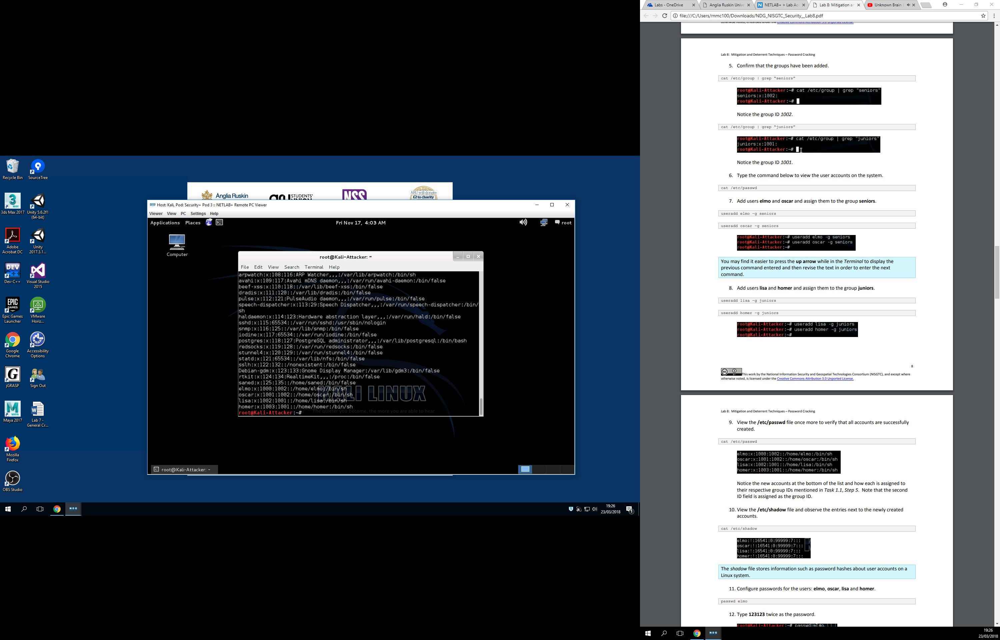 Recycle Bin
SourceTree
3ds Max 2017
Unity 5.6.2f1 (64-bit)
Adobe Acrobat DC
Unity 2017.3.1...
Dev-C++
Visual Studio 2015
Epic Games Launcher
VMware Horiz...
Google Chrome
Accessibility Options
jGRASP
Sign Out
Maya 2017
Lab 7 - General Cr...
Mozilla Firefox
OBS Studio
Anglia Ruskin
STUDENTS'
NSS
ARU will donate
£2 to charity
Host: Kali, Pod: Security+ Pod 3 :: NETLAB+ Remote PC Viewer
Viewer View PC Settings Help
Applications Places Fri Nov 17, 4:03 AM root
Computer
root@Kali-Attacker: ~
File Edit View Search Terminal Help
arpwatch:x:108:116:ARP Watcher,,,:/var/lib/arpwatch:/bin/sh
avahi:x:109:117:Avahi mDNS daemon,,,:/var/run/avahi-daemon:/bin/false
beef-xss:x:110:118::/var/lib/beef-xss:/bin/false
dradis:x:111:120::/var/lib/dradis:/bin/false
pulse:x:112:121:PulseAudio daemon,,,:/var/run/pulse:/bin/false
speech-dispatcher:x:113:29:Speech Dispatcher,,,:/var/run/speech-dispatcher:/bin/
sh
haldaemon:x:114:123:Hardware abstraction layer,,,:/var/run/hald:/bin/false
sshd:x:115:65534::/var/run/sshd:/usr/sbin/nologin
snmp:x:116:125::/var/lib/snmp:/bin/false
iodine:x:117:65534::/var/run/iodine:/bin/false
postgres:x:118:127:PostgreSQL administrator,,,:/var/lib/postgresql:/bin/bash
redsocks:x:119:128::/var/run/redsocks:/bin/false
stunnel4:x:120:129::/var/run/stunnel4:/bin/false
statd:x:121:65534::/var/lib/nfs:/bin/false
sslh:x:122:132::/nonexistent:/bin/false
Debian-gdm:x:123:133:Gnome Display Manager:/var/lib/gdm3:/bin/false
rtkit:x:124:134:RealtimeKit,,,:/proc:/bin/false
saned:x:125:135::/home/saned:/bin/false
elmo:x:1000:1002::/home/elmo:/bin/sh
oscar:x:1001:1002::/home/oscar:/bin/sh
lisa:x:1002:1001::/home/lisa:/bin/sh
homer:x:1003:1001::/home/homer:/bin/sh
root@Kali-Attacker:~#
KALI LINUX
The quieter you become, the more you are able to hear
root@Kali-Attacker: ~
NDG
19:26
23/03/2018
1
Labs - OneDrive
Anglia Ruskin Unive
NETLAB+ > Lab Acc
Lab 8: Mitigation a
Unknown Brain
file:///C:/Users/rnmc100/Downloads/NDG_NISGTC_Security__Lab8.pdf
otherwise noted, is licensed under the Creative Commons Attribution 3.0 Unported License.
Lab 8: Mitigation and Deterrent Techniques – Password Cracking
5. Confirm that the groups have been added.
cat /etc/group | grep “seniors”
root@Kali-Attacker:~# cat /etc/group | grep "seniors"
seniors:x:1002:
root@Kali-Attacker:~#
Notice the group ID 1002.
cat /etc/group | grep “juniors”
root@Kali-Attacker:~# cat /etc/group | grep "juniors"
juniors:x:1001:
root@Kali-Attacker:~#
Notice the group ID 1001.
6. Type the command below to view the user accounts on the system.
cat /etc/passwd
7. Add users elmo and oscar and assign them to the group seniors.
useradd elmo –g seniors
useradd oscar –g seniors
root@Kali-Attacker:~# useradd elmo -g seniors
root@Kali-Attacker:~# useradd oscar -g seniors
root@Kali-Attacker:~#
You may find it easier to press the up arrow while in the Terminal to display the
previous command entered and then revise the text in order to enter the next
command.
8. Add users lisa and homer and assign them to the group juniors.
useradd lisa –g juniors
useradd homer –g juniors
root@Kali-Attacker:~# useradd lisa -g juniors
root@Kali-Attacker:~# useradd homer -g juniors
root@Kali-Attacker:~#
8
This work by the National Information Security and Geospatial Technologies Consortium (NISGTC), and except where
otherwise noted, is licensed under the Creative Commons Attribution 3.0 Unported License.
Lab 8: Mitigation and Deterrent Techniques – Password Cracking
9. View the /etc/passwd file once more to verify that all accounts are successfully
created.
cat /etc/passwd
elmo:x:1000:1002::/home/elmo:/bin/sh
oscar:x:1001:1002::/home/oscar:/bin/sh
lisa:x:1002:1001::/home/lisa:/bin/sh
homer:x:1003:1001::/home/homer:/bin/sh
Notice the new accounts at the bottom of the list and how each is assigned to
their respective group IDs mentioned in Task 1.1, Step 5. Note that the second
ID field is assigned as the group ID.
10. View the /etc/shadow file and observe the entries next to the newly created
accounts.
cat /etc/shadow
elmo:!:16541:0:99999:7:::
oscar:!:16541:0:99999:7:::
lisa:!:16541:0:99999:7:::
homer:!:16541:0:99999:7:::
The shadow file stores information such as password hashes about user accounts on a
Linux system.
11. Configure passwords for the users: elmo, oscar, lisa and homer.
passwd elmo
12. Type 123123 twice as the password.
root@Kali-Attacker:~# passwd elmo
NDG
19:26
23/03/2018